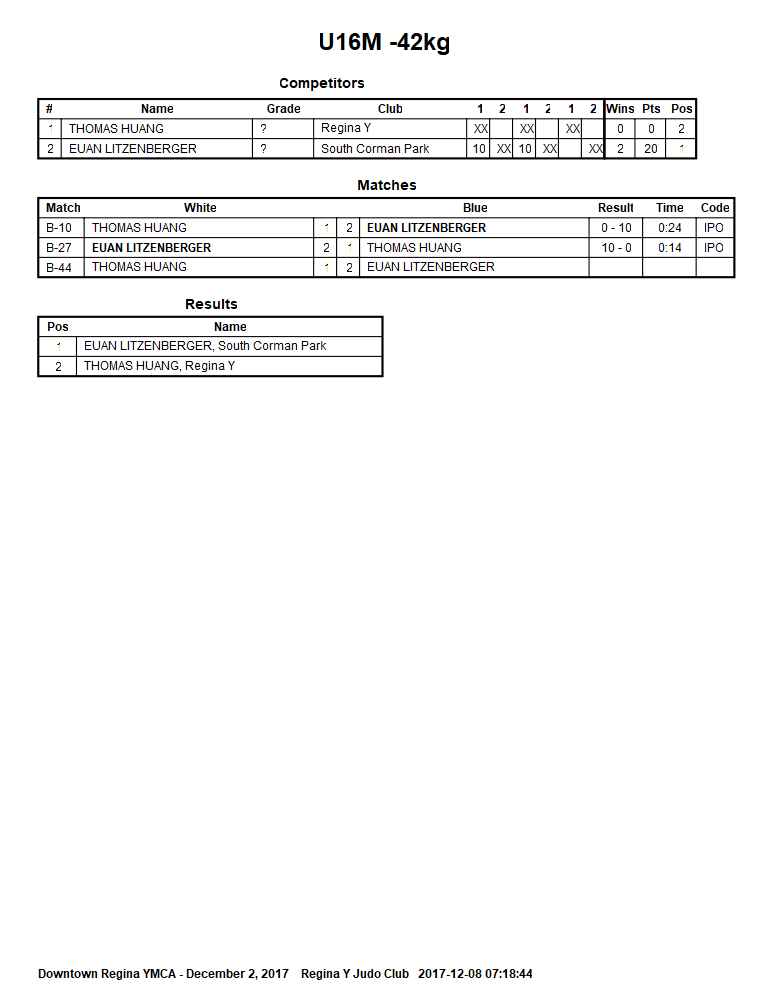 U16M -42kg
Competitors
# Name Grade Club 1 2 1 2 1 2 Wins Pts Pos
1 THOMAS HUANG ? Regina Y XX XX XX 0 0 2
2 EUAN LITZENBERGER ? South Corman Park 10 XX 10 XX XX 2 20 1
Matches
Match White Blue Result Time Code
B-10 THOMAS HUANG 1 2 EUAN LITZENBERGER 0 - 10 0:24 IPO
B-27 EUAN LITZENBERGER 2 1 THOMAS HUANG 10 - 0 0:14 IPO
B-44 THOMAS HUANG 1 2 EUAN LITZENBERGER
Results
Pos Name
1 EUAN LITZENBERGER, South Corman Park
2 THOMAS HUANG, Regina Y
Downtown Regina YMCA - December 2, 2017 Regina Y Judo Club 2017-12-08 07:18:44